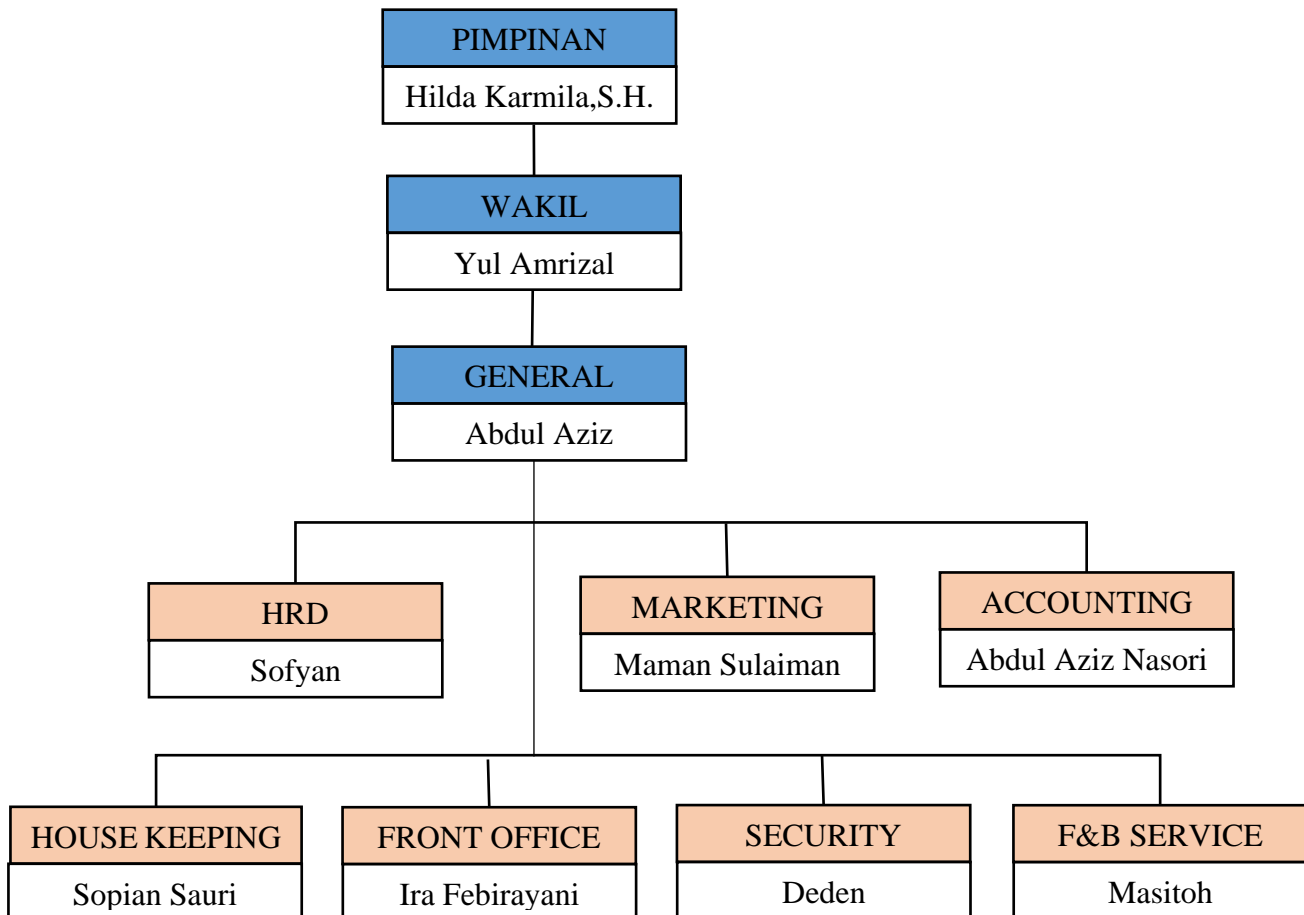 PIMPINAN
Hilda Karmila,S.H.
WAKIL
Yul Amrizal
GENERAL
Abdul Aziz
HRD
Sofyan
MARKETING
Maman Sulaiman
ACCOUNTING
Abdul Aziz Nasori
HOUSE KEEPING
Sopian Sauri
FRONT OFFICE
Ira Febirayani
SECURITY
Deden
F&B SERVICE
Masitoh